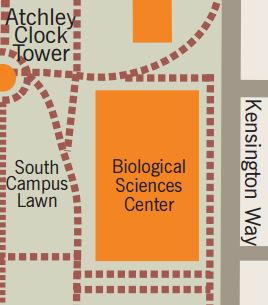 Atchley
Clock
Tower
South
Campus
Lawn
Biological
Sciences
Center
Kensington Way